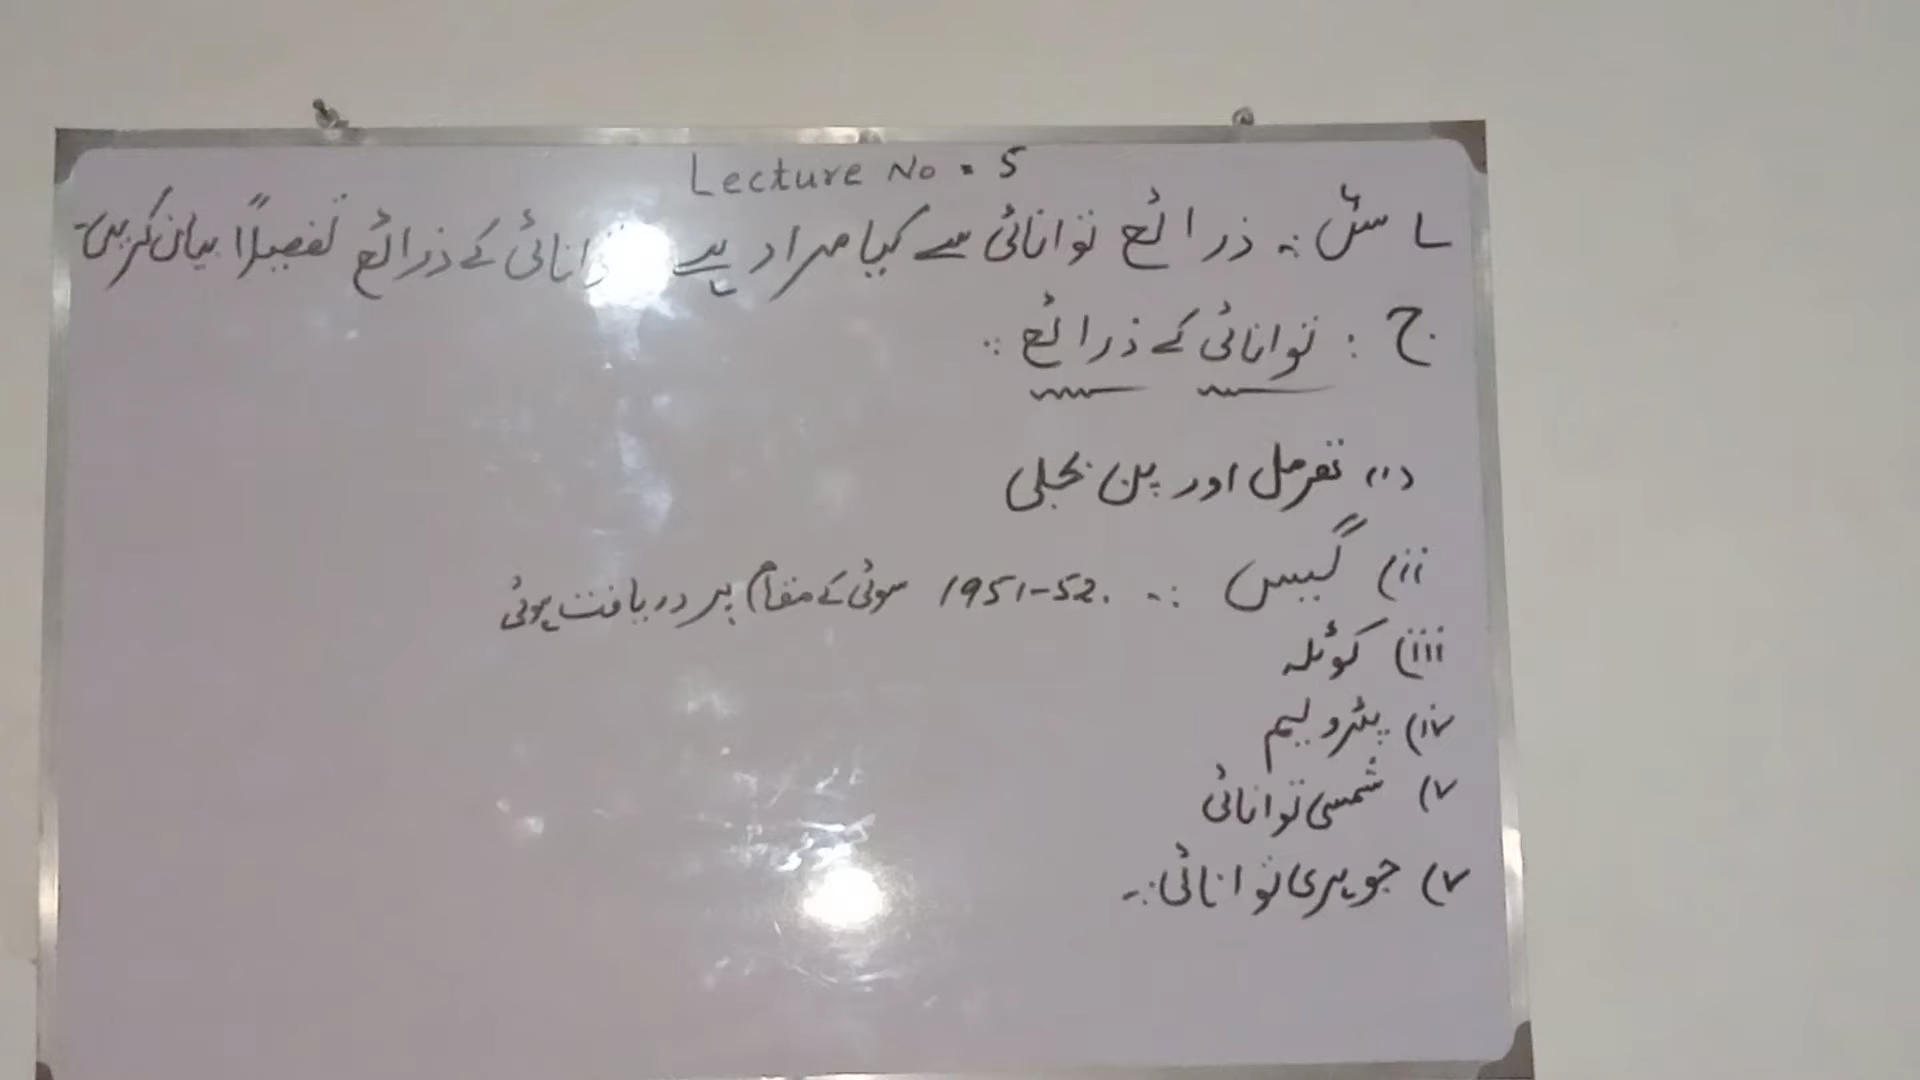 Lecture No. 5
س: ذرائع توانائی سے کیا مراد ہے توانائی کے ذرائع تفصیلاً بیان کریں۔
ج: توانائی کے ذرائع:
(i) تھرمل اور پن بجلی
(ii) گیس :۔ 1951-52 سوئی کے مقام پر دریافت ہوئی
(iii) کوئلہ
(iv) پٹرولیم
(v) شمسی توانائی
(v) جوہری توانائی:۔